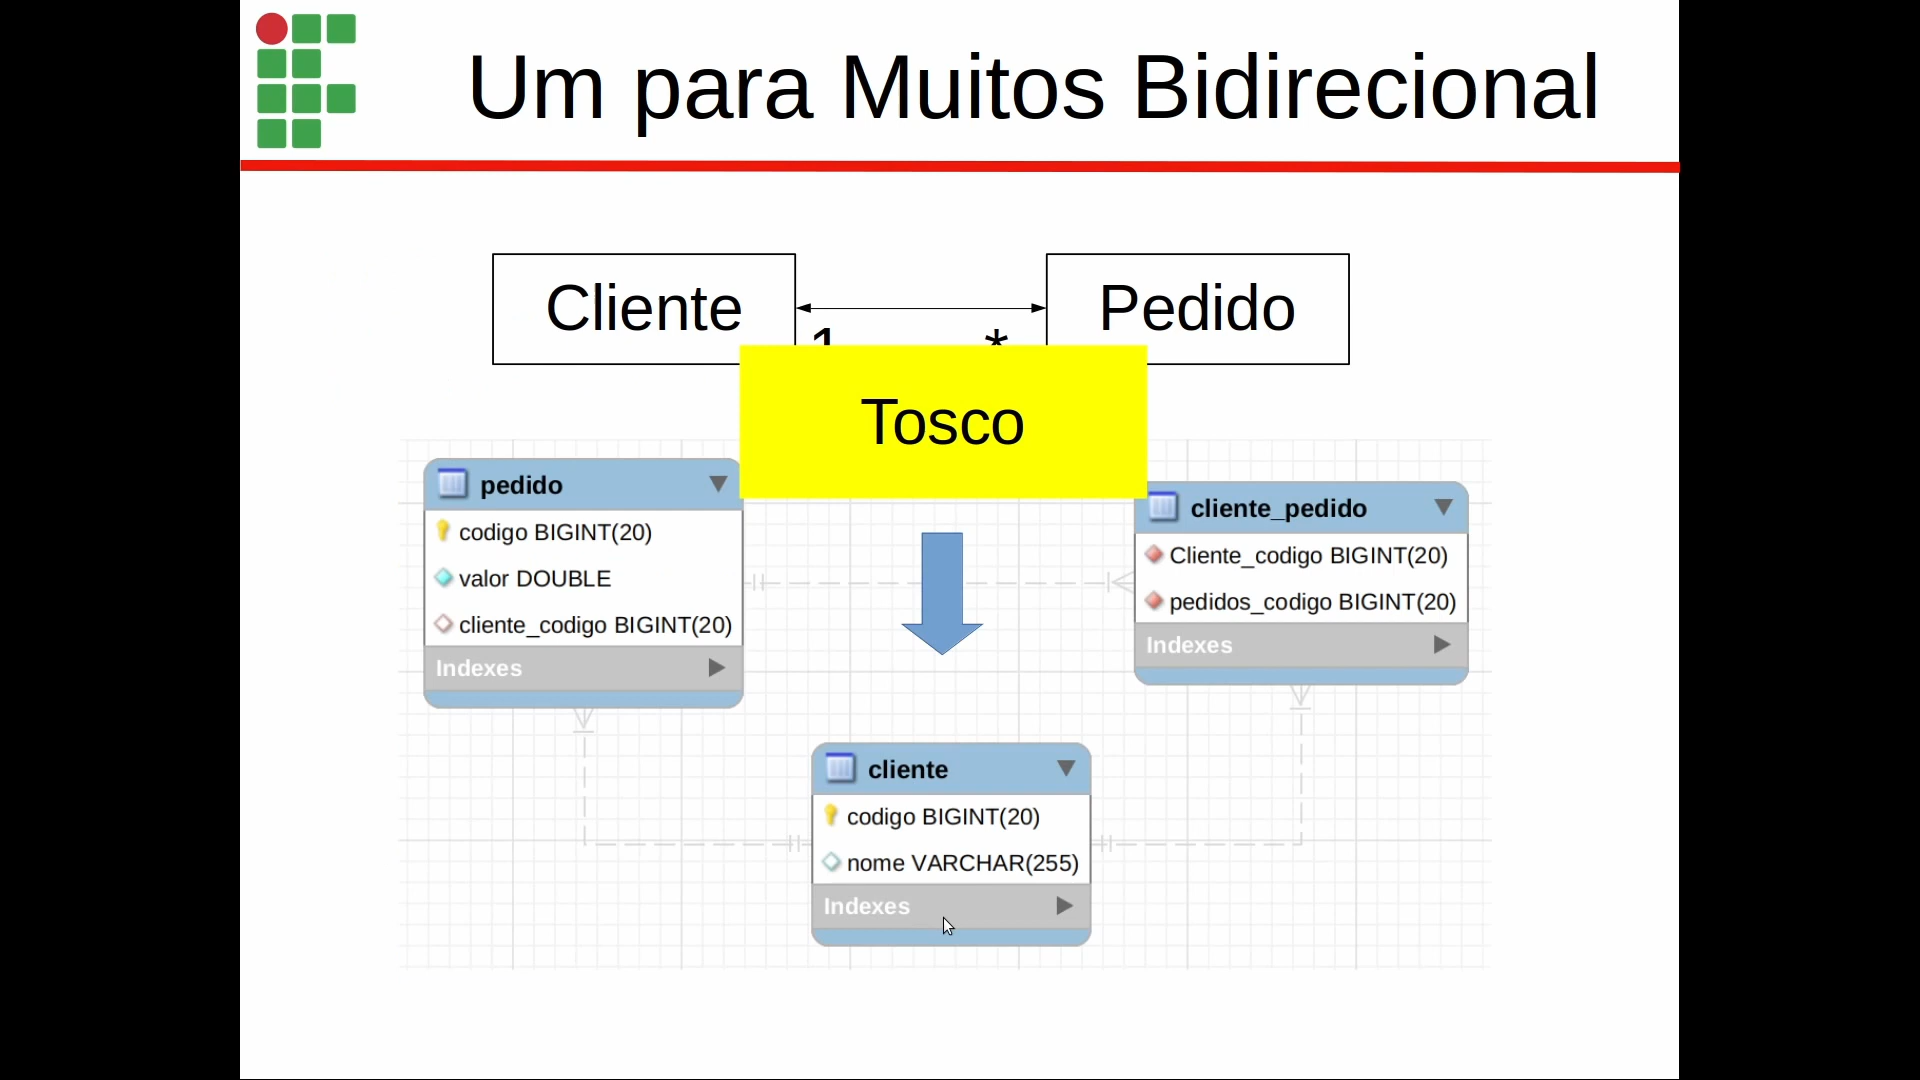 Um para Muitos Bidirecional
Cliente
Pedido
1
*
Tosco
pedido
codigo BIGINT(20)
valor DOUBLE
cliente_codigo BIGINT(20)
Indexes
cliente_pedido
Cliente_codigo BIGINT(20)
pedidos_codigo BIGINT(20)
Indexes
cliente
codigo BIGINT(20)
nome VARCHAR(255)
Indexes